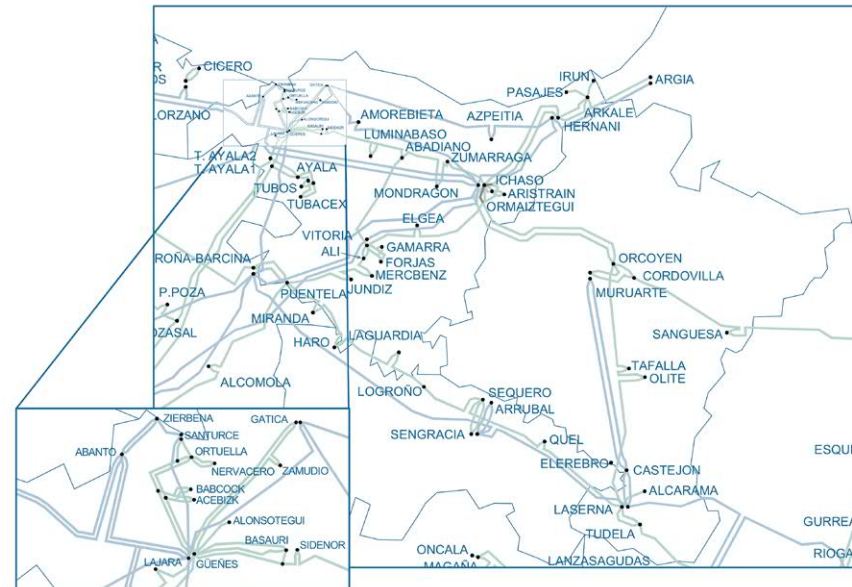 CICERO
LORZANO
T. AYALA2
T. AYALA1
AYALA
TUBOS
TUBACEX
AMOREBIETA
LUMINABASO
ABADIANO
AZPEITIA
ZUMARRAGA
MONDRAGON
ELGEA
PASAJES
IRUN
ARGIA
ARKALE
HERNANI
ICHASO
ARISTRAIN
ORMAIZTEGUI
VITORIA
ALI
GAMARRA
FORJAS
MERCBENZ
JUNDIZ
ROÑA-BARCINA
PUENTELA
P.POZA
OZASAL
MIRANDA
HARO
LAGUARDIA
ALCOMOLA
LOGROÑO
ORCOYEN
CORDOVILLA
MURUARTE
SANGUESA
TAFALLA
OLITE
SEQUERO
ARRUBAL
SENGRACIA
QUEL
ELEREBRO
CASTEJON
ALCARAMA
LASERNA
TUDELA
LANZASAGUDAS
ONCALA
MAGAÑA
ESQU
GURREA
RIOGA
ZIERBENA
SANTURCE
GATICA
ABANTO
ORTUELLA
NERVACERO
ZAMUDIO
BABCOCK
ACEBIZK
ALONSOTEGUI
BASAURI
SIDENOR
LAJARA
GÜEÑES